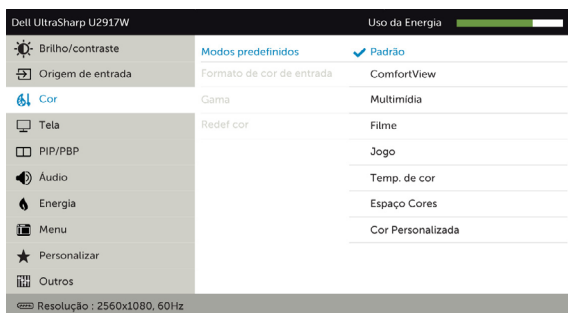 Dell UltraSharp U2917W
Uso da Energia
Brilho/contraste
Origem de entrada
Cor
Tela
PIP/PBP
Áudio
Energia
Menu
Personalizar
Outros
Modos predefinidos
Formato de cor de entrada
Gama
Redef cor
Padrão
ComfortView
Multimídia
Filme
Jogo
Temp. de cor
Espaço Cores
Cor Personalizada
Resolução : 2560x1080, 60Hz